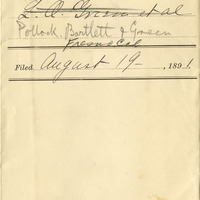 L. A. Green et al
Pollock, Bartlett & Green
Fresno Cal
Filed August 19-, 1891.